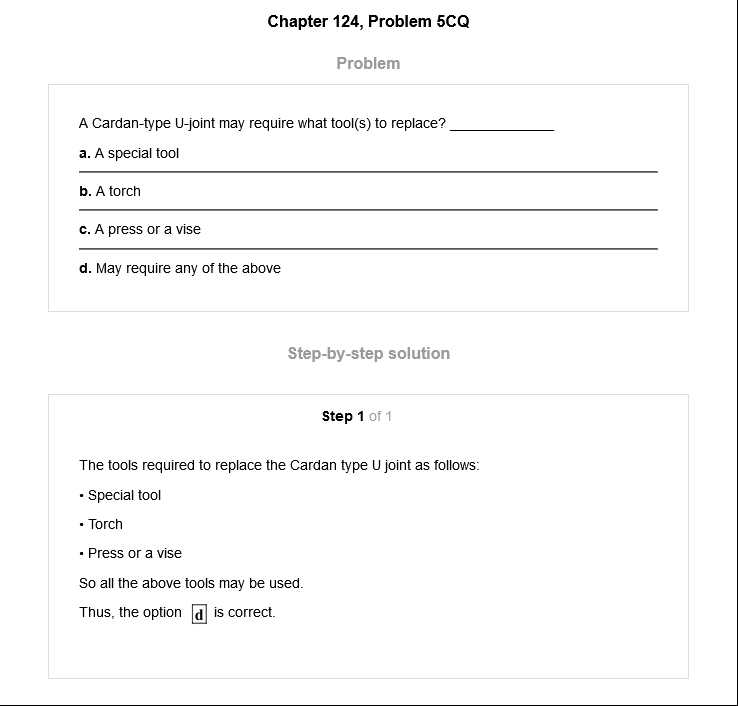 Chapter 124, Problem 5CQ
Problem
A Cardan-type U-joint may require what tool(s) to replace? _____________
a. A special tool
b. A torch
c. A press or a vise
d. May require any of the above
Step-by-step solution
Step 1 of 1
The tools required to replace the Cardan type U joint as follows:
• Special tool
• Torch
• Press or a vise
So all the above tools may be used.
Thus, the option d is correct.